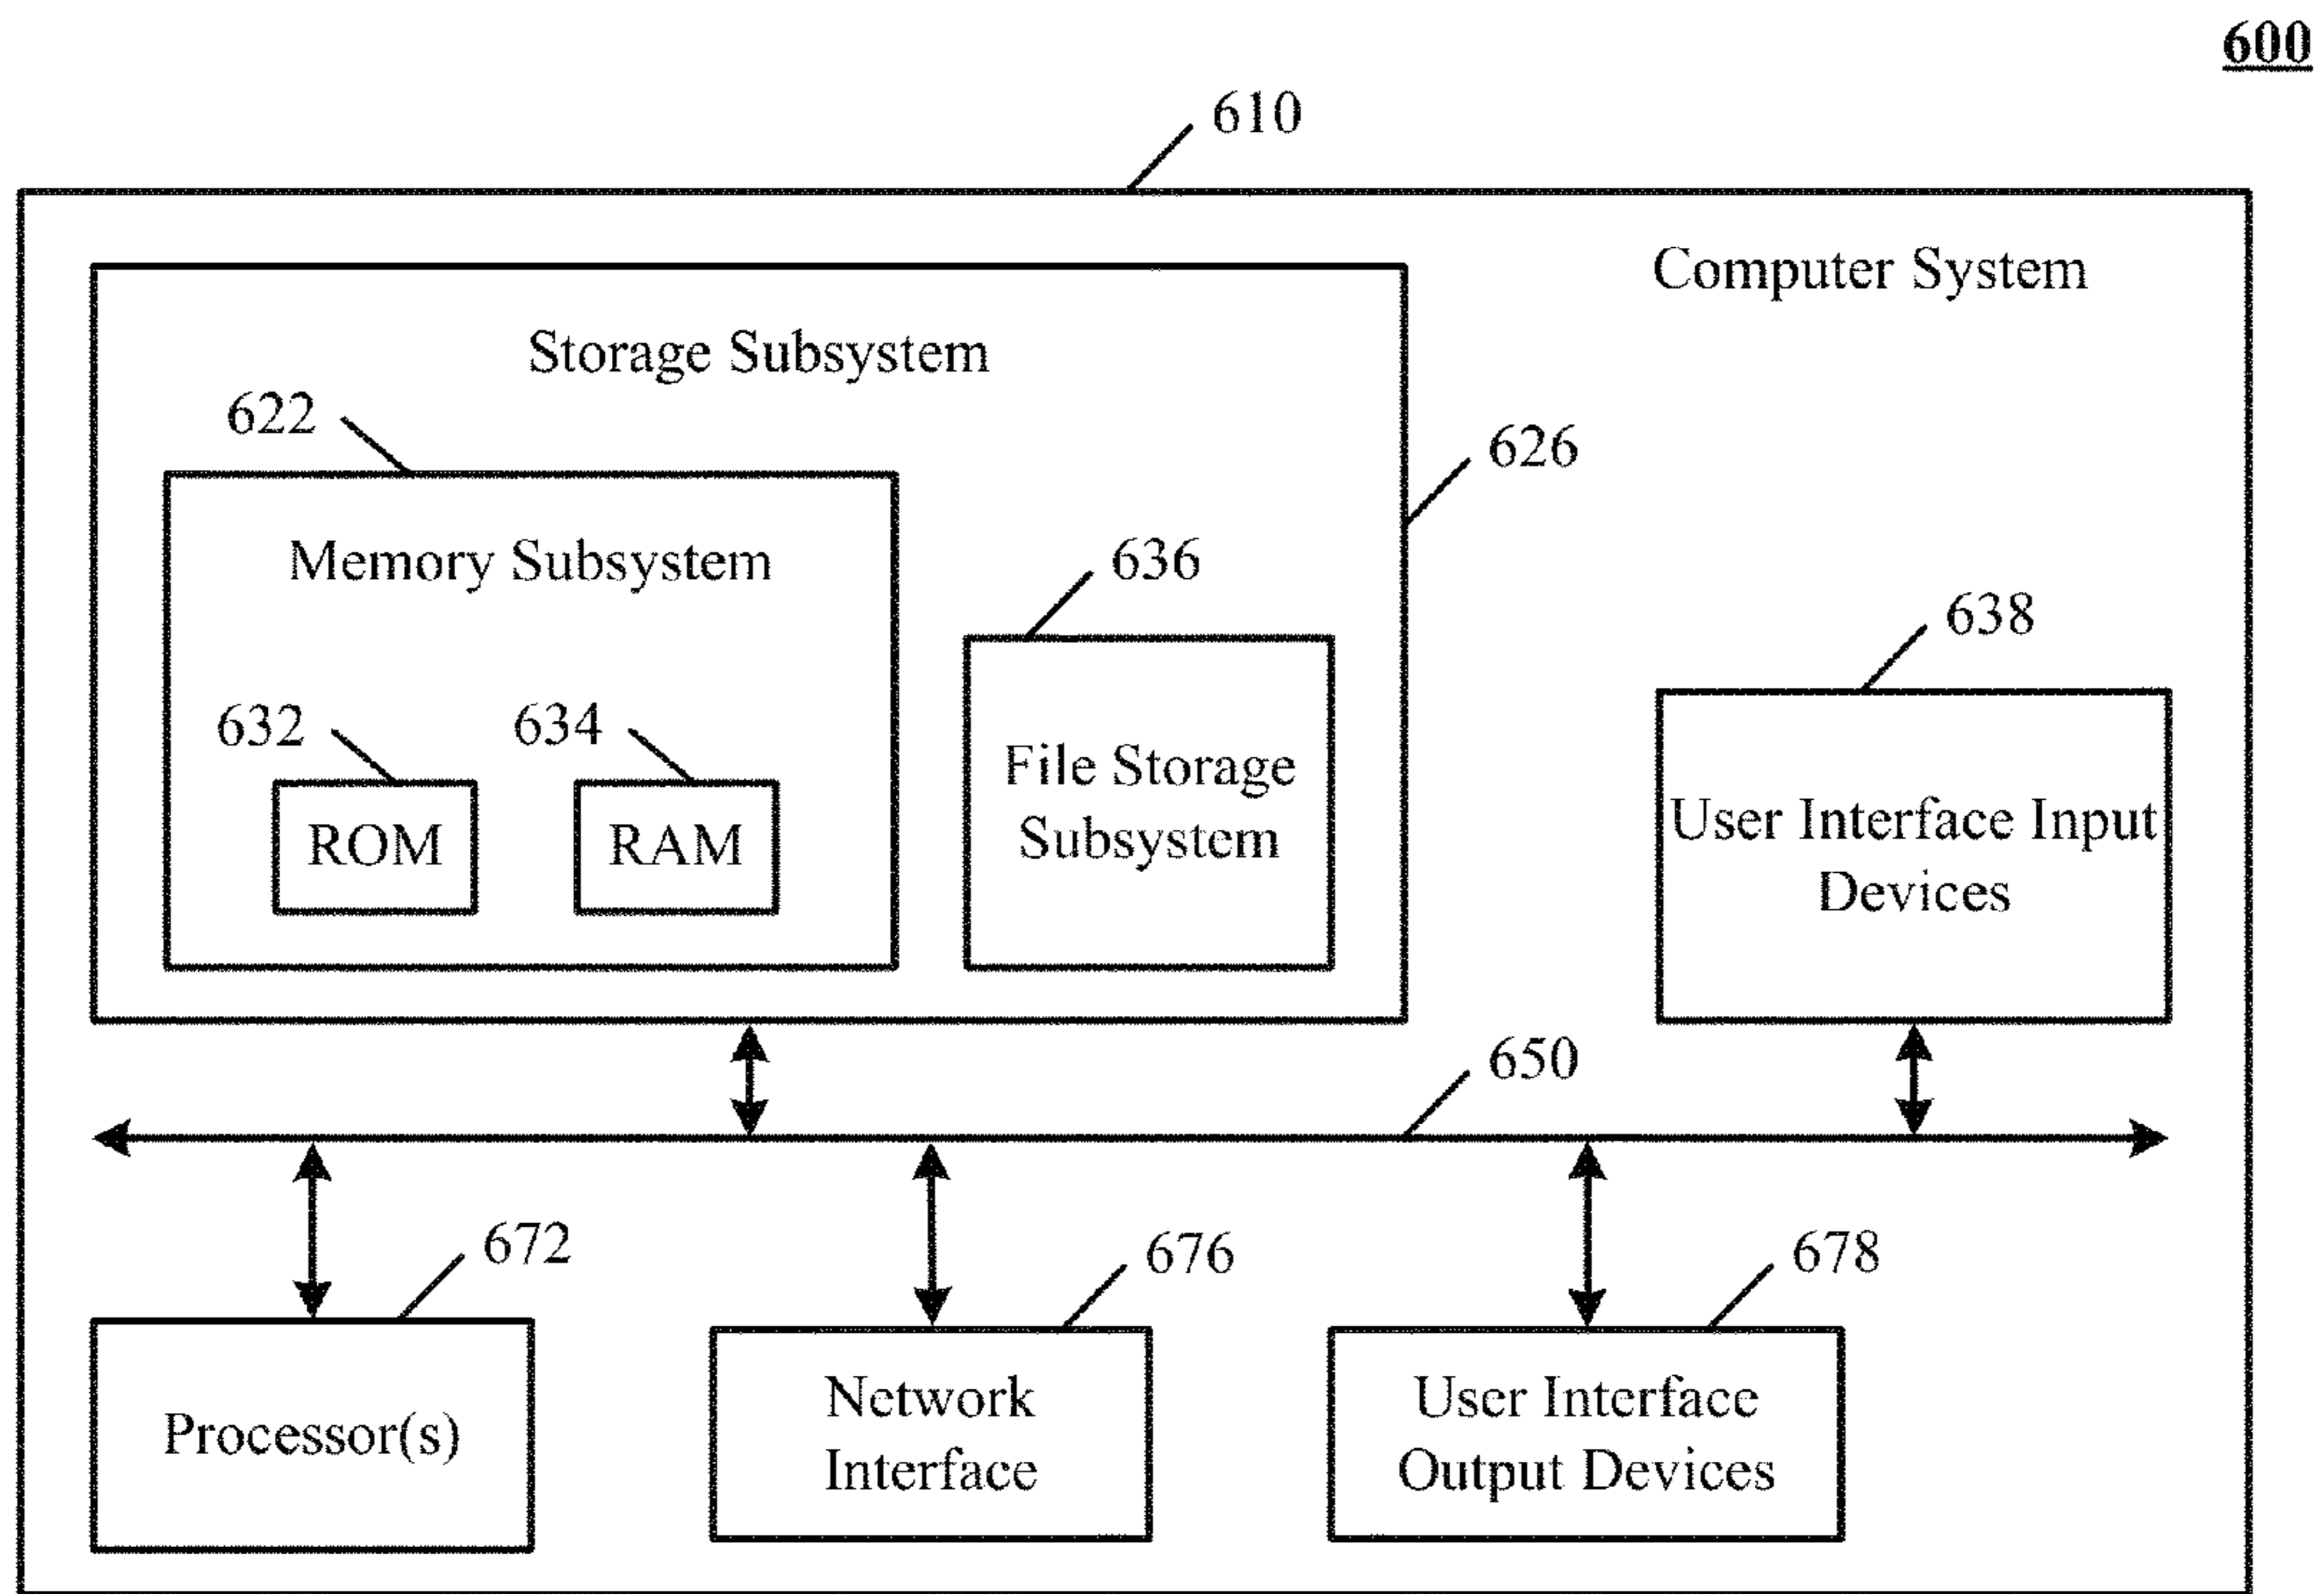 600
610
Computer System
Storage Subsystem
622
626
Memory Subsystem
636
638
632
634
File Storage
Subsystem
ROM
RAM
User Interface Input
Devices
650
672
676
678
Processor(s)
Network
Interface
User Interface
Output Devices